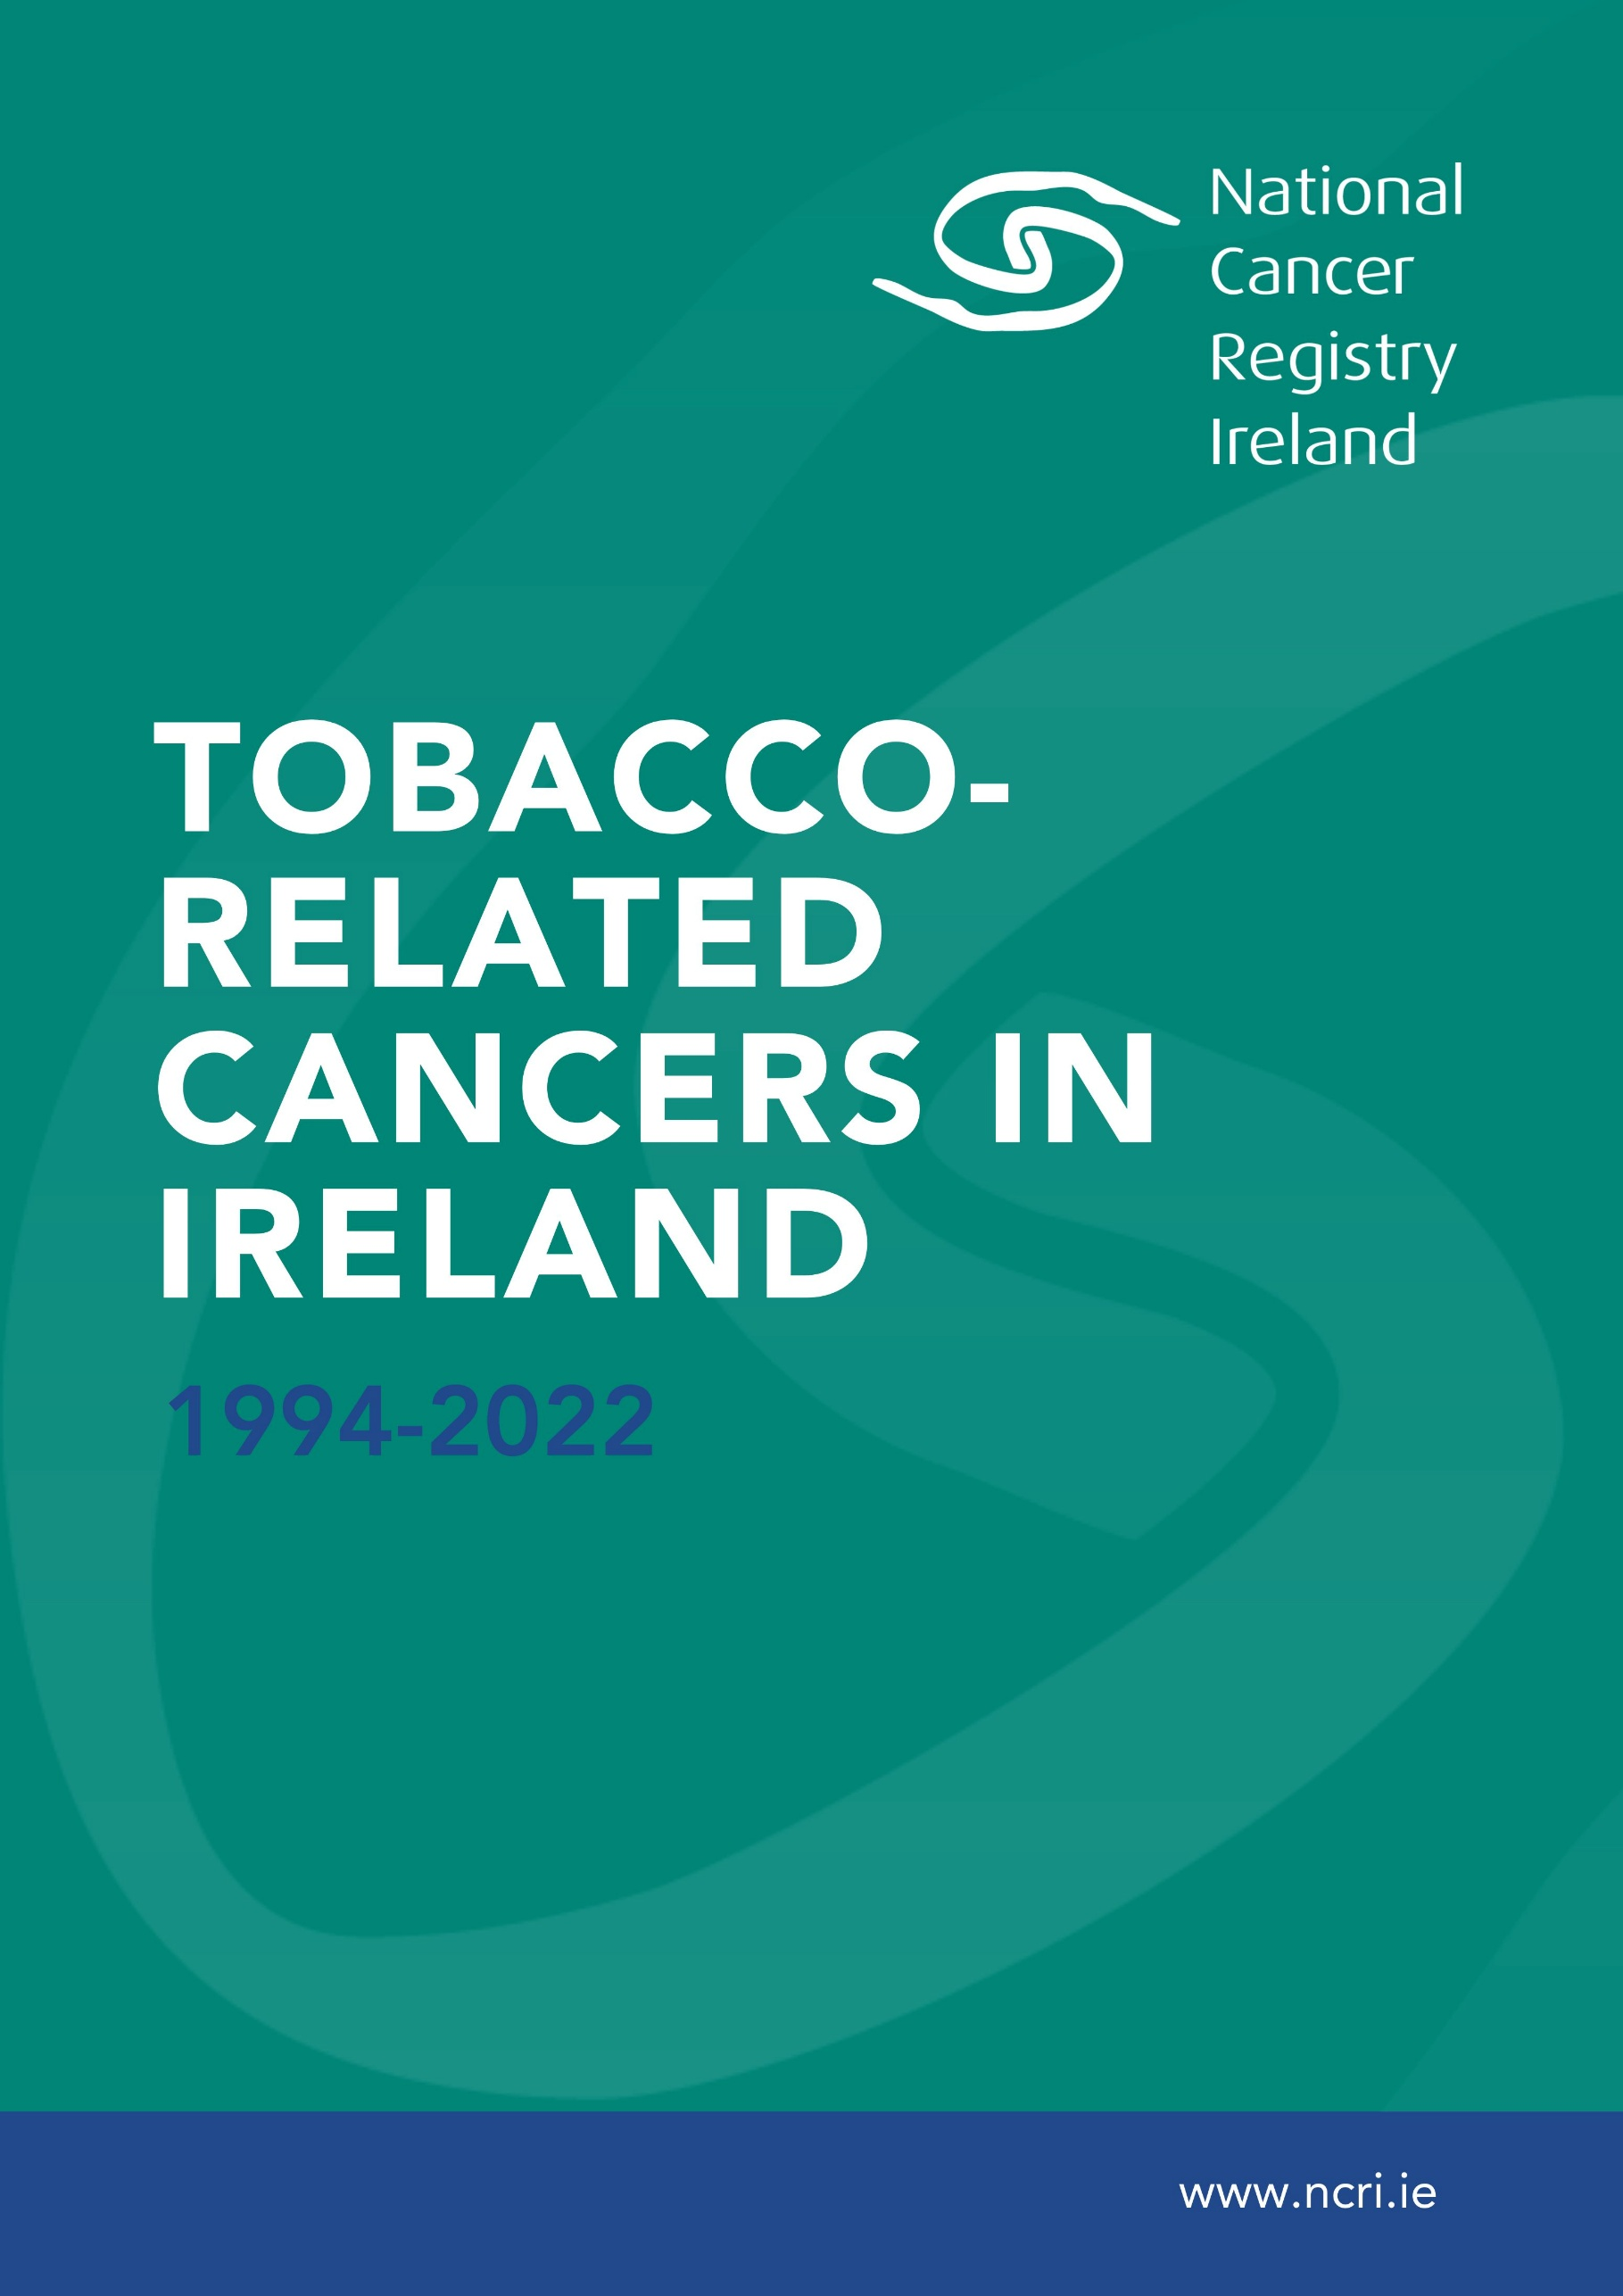 National
Cancer
Registry
Ireland
TOBACCO-
RELATED
CANCERS IN
IRELAND
1994-2022
www.ncri.ie